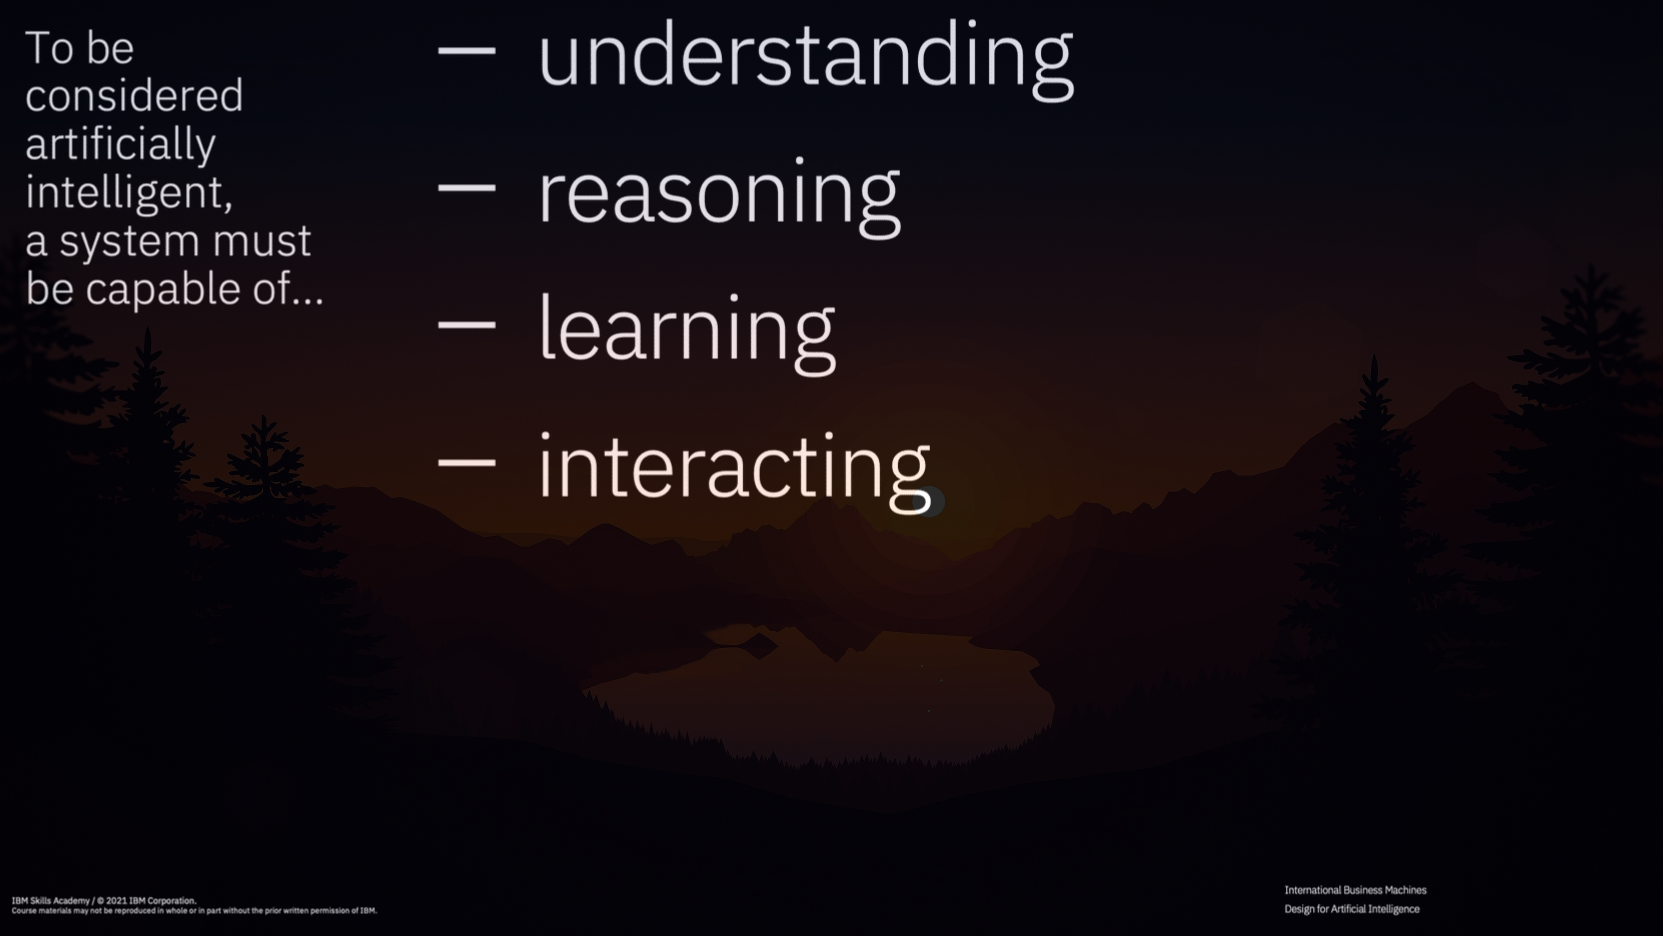 To be
considered
artificially
intelligent,
a system must
be capable of...
— understanding
— reasoning
— learning
— interacting
IBM Skills Academy / © 2021 IBM Corporation.
Course materials may not be reproduced in whole or in part without the prior written permission of IBM.
International Business Machines
Design for Artificial Intelligence